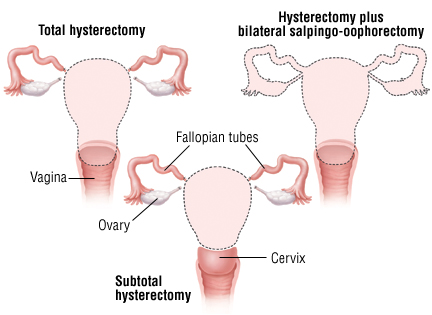 Total hysterectomy
Hysterectomy plus
bilateral salpingo-oophorectomy
Fallopian tubes
Vagina
Ovary
Cervix
Subtotal
hysterectomy